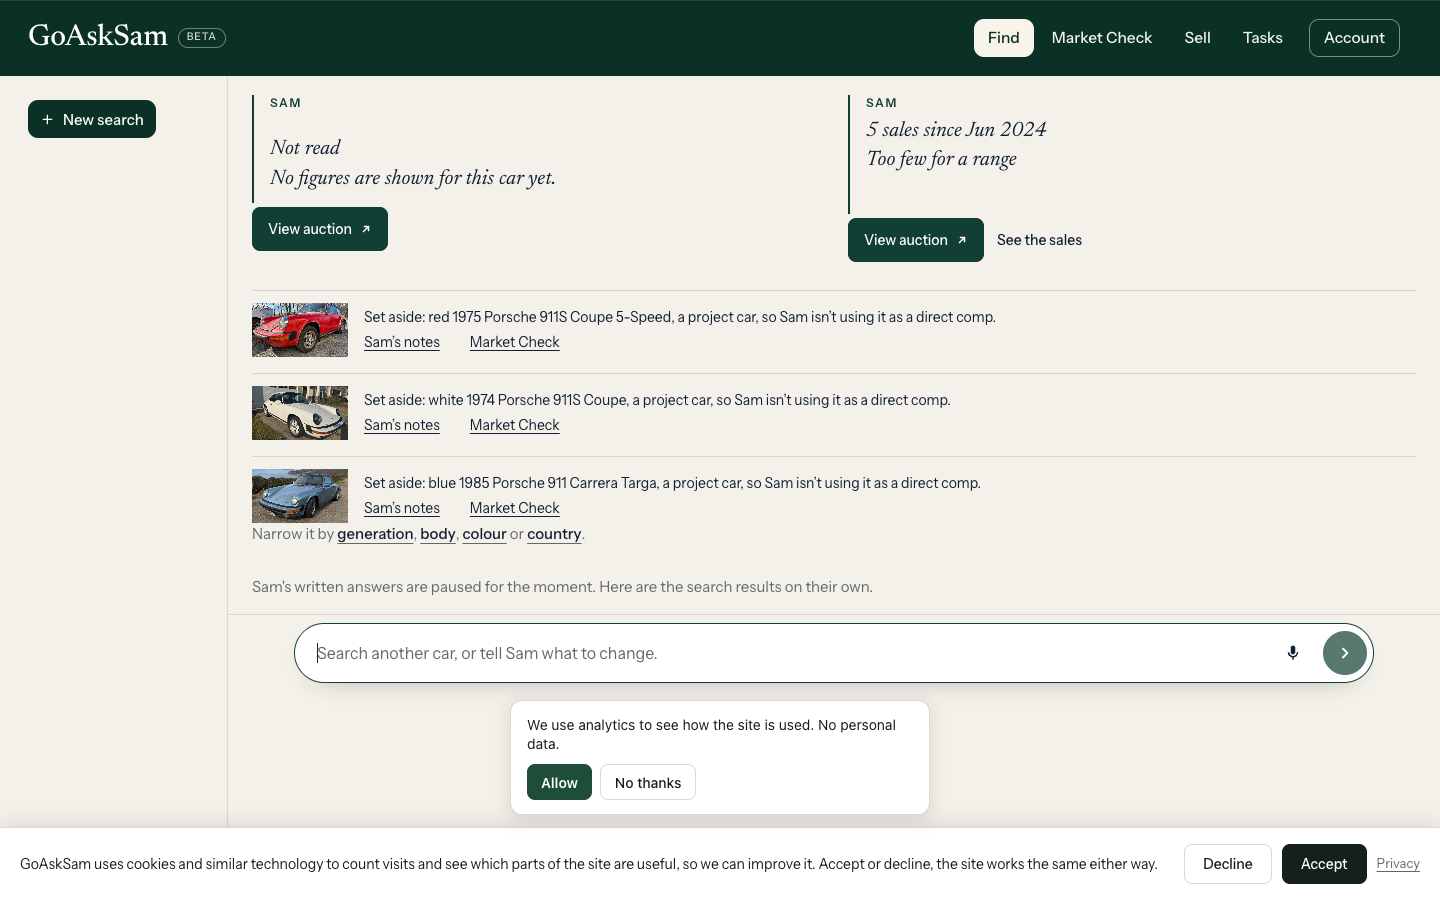 GoAskSam BETA
Find
Market Check
Sell
Tasks
Account
+ New search
SAM
Not read
No figures are shown for this car yet.
View auction
SAM
5 sales since Jun 2024
Too few for a range
View auction
See the sales
Set aside: red 1975 Porsche 911S Coupe 5-Speed, a project car, so Sam isn't using it as a direct comp.
Sam's notes
Market Check
Set aside: white 1974 Porsche 911S Coupe, a project car, so Sam isn't using it as a direct comp.
Sam's notes
Market Check
Set aside: blue 1985 Porsche 911 Carrera Targa, a project car, so Sam isn't using it as a direct comp.
Sam's notes
Market Check
Narrow it by generation, body, colour or country.
Sam's written answers are paused for the moment. Here are the search results on their own.
Search another car, or tell Sam what to change.
We use analytics to see how the site is used. No personal
data.
Allow
No thanks
GoAskSam uses cookies and similar technology to count visits and see which parts of the site are useful, so we can improve it. Accept or decline, the site works the same either way.
Decline
Accept
Privacy